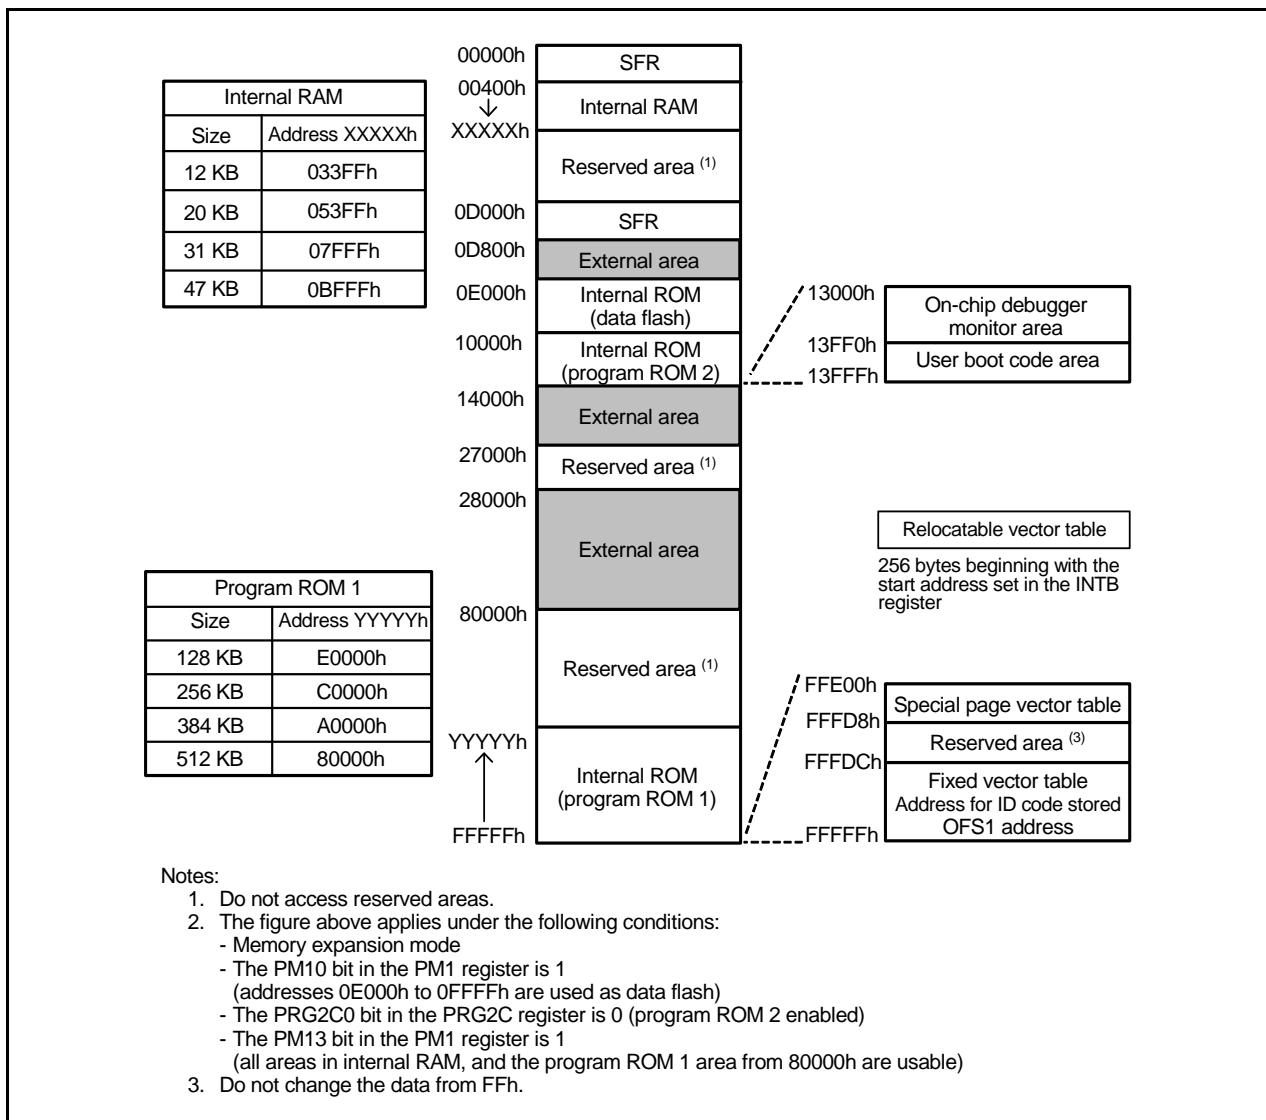 Internal RAM
Size Address XXXXXh
12 KB 033FFh
20 KB 053FFh
31 KB 07FFFh
47 KB 0BFFFh
Program ROM 1
Size Address YYYYYh
128 KB E0000h
256 KB C0000h
384 KB A0000h
512 KB 80000h
00000h
SFR
00400h
Internal RAM
XXXXXh
Reserved area (1)
0D000h
SFR
0D800h
External area
0E000h
Internal ROM
(data flash)
10000h
Internal ROM
(program ROM 2)
14000h
External area
27000h
Reserved area (1)
28000h
External area
80000h
Reserved area (1)
YYYYYh
Internal ROM
(program ROM 1)
FFFFFh
13000h
On-chip debugger
monitor area
13FF0h
User boot code area
13FFFh
Relocatable vector table
256 bytes beginning with the
start address set in the INTB
register
FFE00h
Special page vector table
FFFD8h
Reserved area (3)
FFFDCh
Fixed vector table
Address for ID code stored
OFS1 address
FFFFFh
Notes:
1. Do not access reserved areas.
2. The figure above applies under the following conditions:
- Memory expansion mode
- The PM10 bit in the PM1 register is 1
(addresses 0E000h to 0FFFFh are used as data flash)
- The PRG2C0 bit in the PRG2C register is 0 (program ROM 2 enabled)
- The PM13 bit in the PM1 register is 1
(all areas in internal RAM, and the program ROM 1 area from 80000h are usable)
3. Do not change the data from FFh.